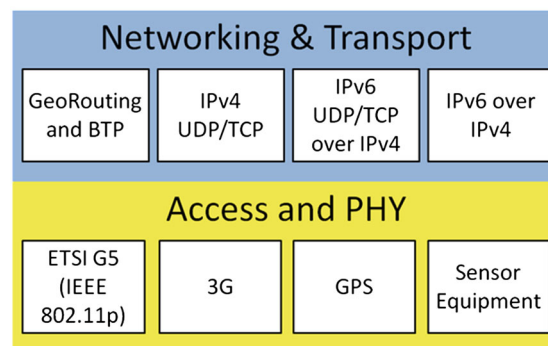 Networking & Transport
GeoRouting
and BTP
IPv4
UDP/TCP
IPv6
UDP/TCP
over IPv4
IPv6 over
IPv4
Access and PHY
ETSI G5
(IEEE
802.11p)
3G
GPS
Sensor
Equipment